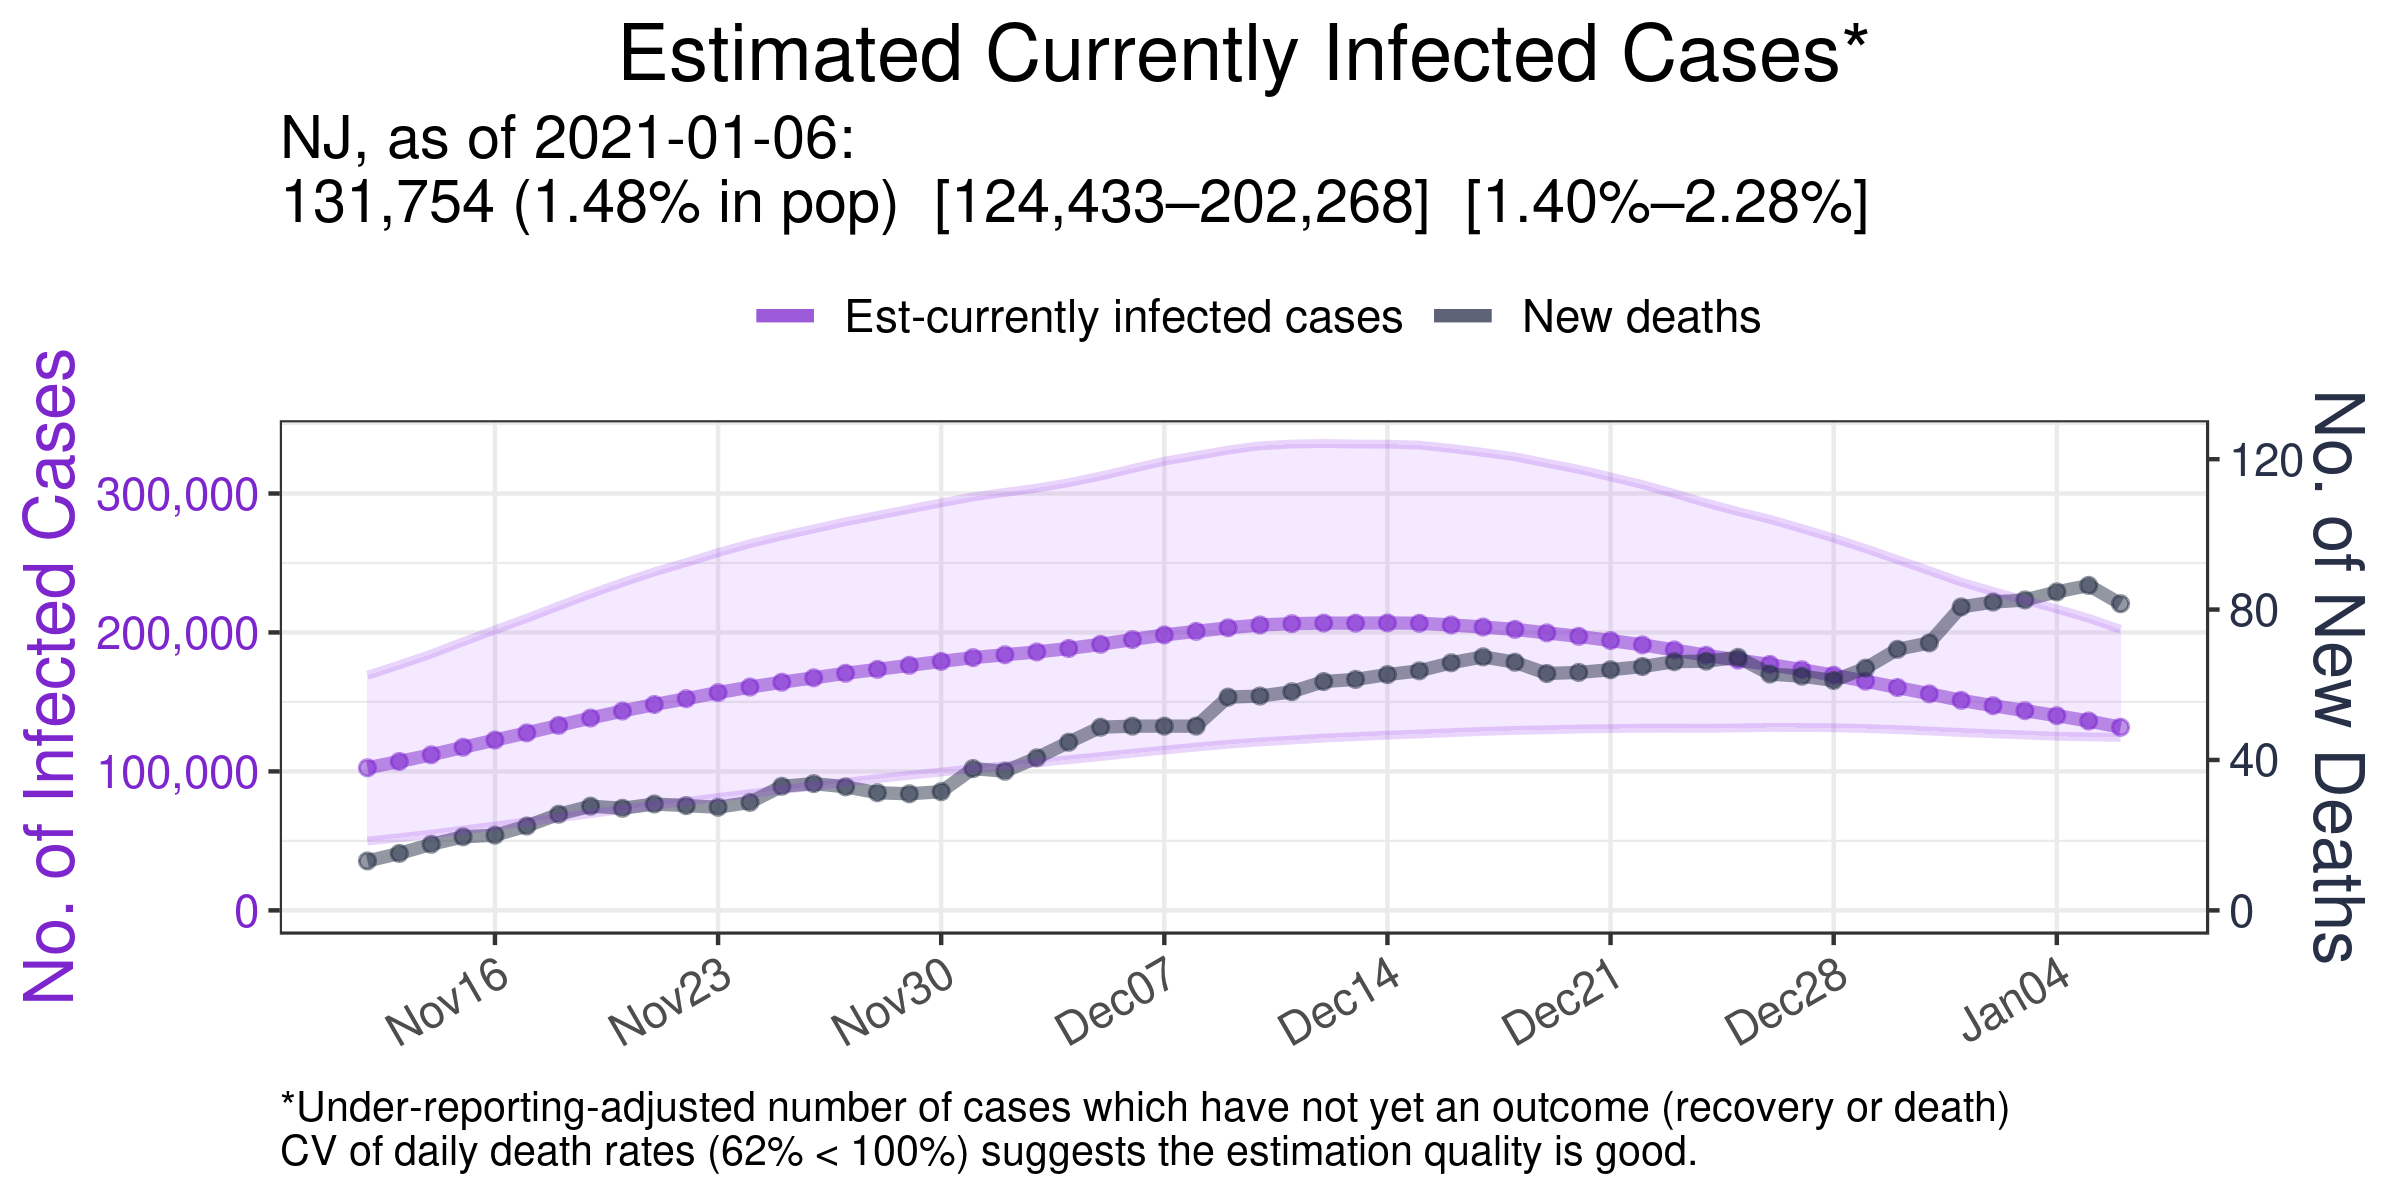 Estimated Currently Infected Cases*
NJ, as of 2021-01-06:
131,754 (1.48% in pop)  [124,433–202,268]  [1.40%–2.28%]
Est-currently infected cases
New deaths
No. of Infected Cases
300,000
200,000
100,000
0
120
80
40
0
No. of New Deaths
Nov16
Nov23
Nov30
Dec07
Dec14
Dec21
Dec28
Jan04
*Under-reporting-adjusted number of cases which have not yet an outcome (recovery or death)
CV of daily death rates (62% < 100%) suggests the estimation quality is good.